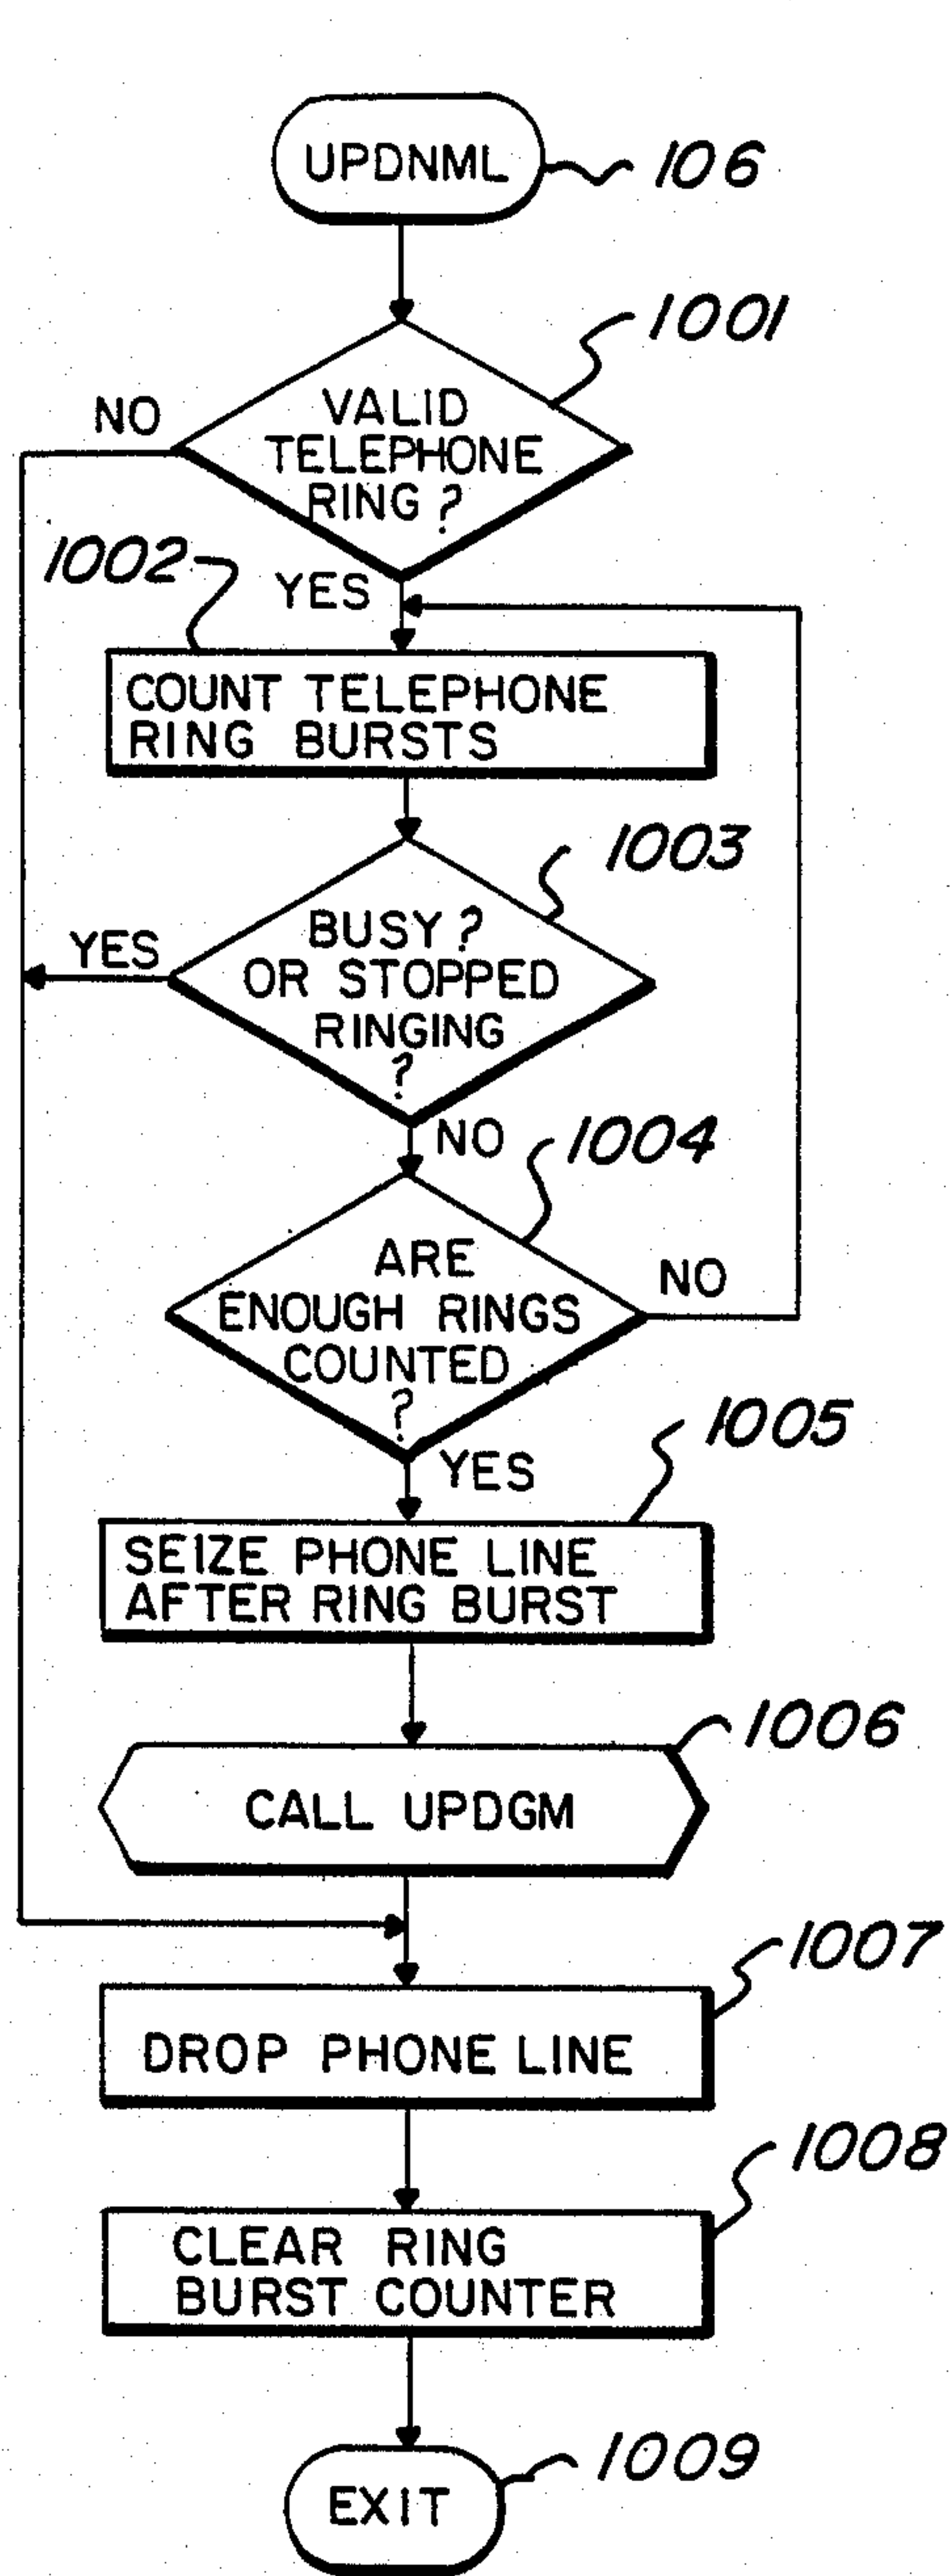 UPDNML
106
1001
NO
VALID
TELEPHONE
RING ?
1002
YES
COUNT TELEPHONE
RING BURSTS
1003
YES
BUSY ?
OR STOPPED
RINGING
?
NO
1004
ARE
ENOUGH RINGS
COUNTED
?
NO
YES
1005
SEIZE PHONE LINE
AFTER RING BURST
1006
CALL UPDGM
1007
DROP PHONE LINE
1008
CLEAR RING
BURST COUNTER
1009
EXIT